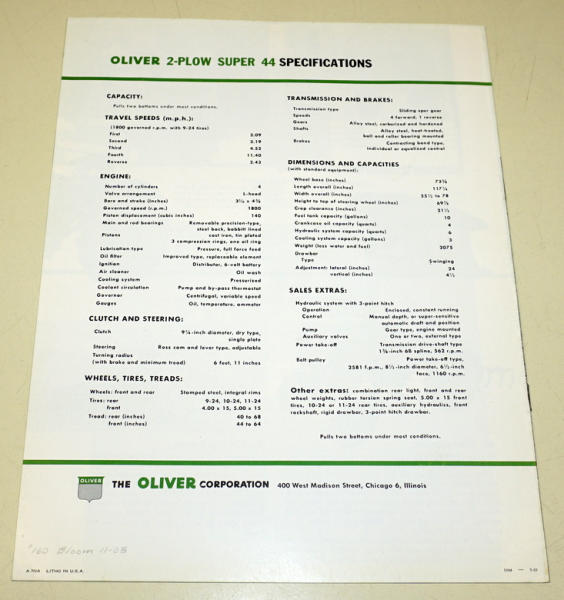 OLIVER 2-PLOW SUPER 44 SPECIFICATIONS
CAPACITY:
Pulls two bottoms under most conditions.
TRAVEL SPEEDS (m.p.h.):
(1800 governed r.p.m. with 9-24 tires)
First 2.09
Second 3.19
Third 4.53
Fourth 11.40
Reverse 2.43
ENGINE:
Number of cylinders 4
Valve arrangement L-head
Bore and stroke (inches)
Governed speed (r.p.m.) 1800
Piston displacement (cubic inches) 140
Main and rod bearings Removable precision-type,
steel back, babbitt lined
Pistons cast iron, tin plated
3 compression rings, one oil ring
Lubrication type Pressure, full force feed
Oil filter Improved type, replaceable element
Ignition Distributor, 6-volt battery
Air cleaner Oil wash
Cooling system Pressurized
Coolant circulation Pump and by-pass thermostat
Governor Centrifugal, variable speed
Gauges Oil, temperature, ammeter
CLUTCH AND STEERING:
Clutch 9¼-inch diameter, dry type,
single plate
Steering Ross cam and lever type, adjustable
Turning radius
(with brake and minimum tread) 6 feet, 11 inches
WHEELS, TIRES, TREADS:
Wheels: front and rear Stamped steel, integral rims
Tires: rear 9-24, 10-24, 11-24
front 4.00 x 15, 5.00 x 15
Tread: rear (inches) 40 to 68
front (inches) 44 to 64
TRANSMISSION AND BRAKES:
Transmission type Sliding spur gear
Speeds 4 forward, 1 reverse
Gears Alloy steel, carburized and hardened
Shafts Alloy steel, heat-treated,
ball and roller bearing mounted
Brakes Contracting band type,
individual or equalized control
DIMENSIONS AND CAPACITIES
(with standard equipment):
Wheel base (inches)
Length overall (inches)
Width overall (inches) 55½ to 78
Height to top of steering wheel (inches)
Crop clearance (inches) 21½
Fuel tank capacity (gallons) 10
Crankcase oil capacity (quarts) 4
Hydraulic system capacity (quarts) 6
Cooling system capacity (gallons) 3
Weight (less water and fuel) 2075
Drawbar
Type Swinging
Adjustment: lateral (inches) 24
vertical (inches) 4½
SALES EXTRAS:
Hydraulic system with 3-point hitch
Operation Enclosed, constant running
Control Manual depth, or super-sensitive
automatic draft and position
Pump Gear type, engine mounted
Auxiliary valves One or two, external type
Power take-off Transmission drive-shaft type
1⅜-inch 6B spline, 562 r.p.m.
Belt pulley Power take-off type,
2581 f.p.m., 8½-inch diameter, 6½-inch
face, 1160 r.p.m.
Other extras: combination rear light, front and rear
wheel weights, rubber torsion spring seat, 5.00 x 15 front
tires, 10-24 or 11-24 rear tires, auxiliary hydraulics, front
rockshaft, rigid drawbar, 3-point hitch drawbar.
Pulls two bottoms under most conditions.
OLIVER
THE OLIVER CORPORATION 400 West Madison Street, Chicago 6, Illinois
Bloom 11-05
LITHO IN U.S.A.